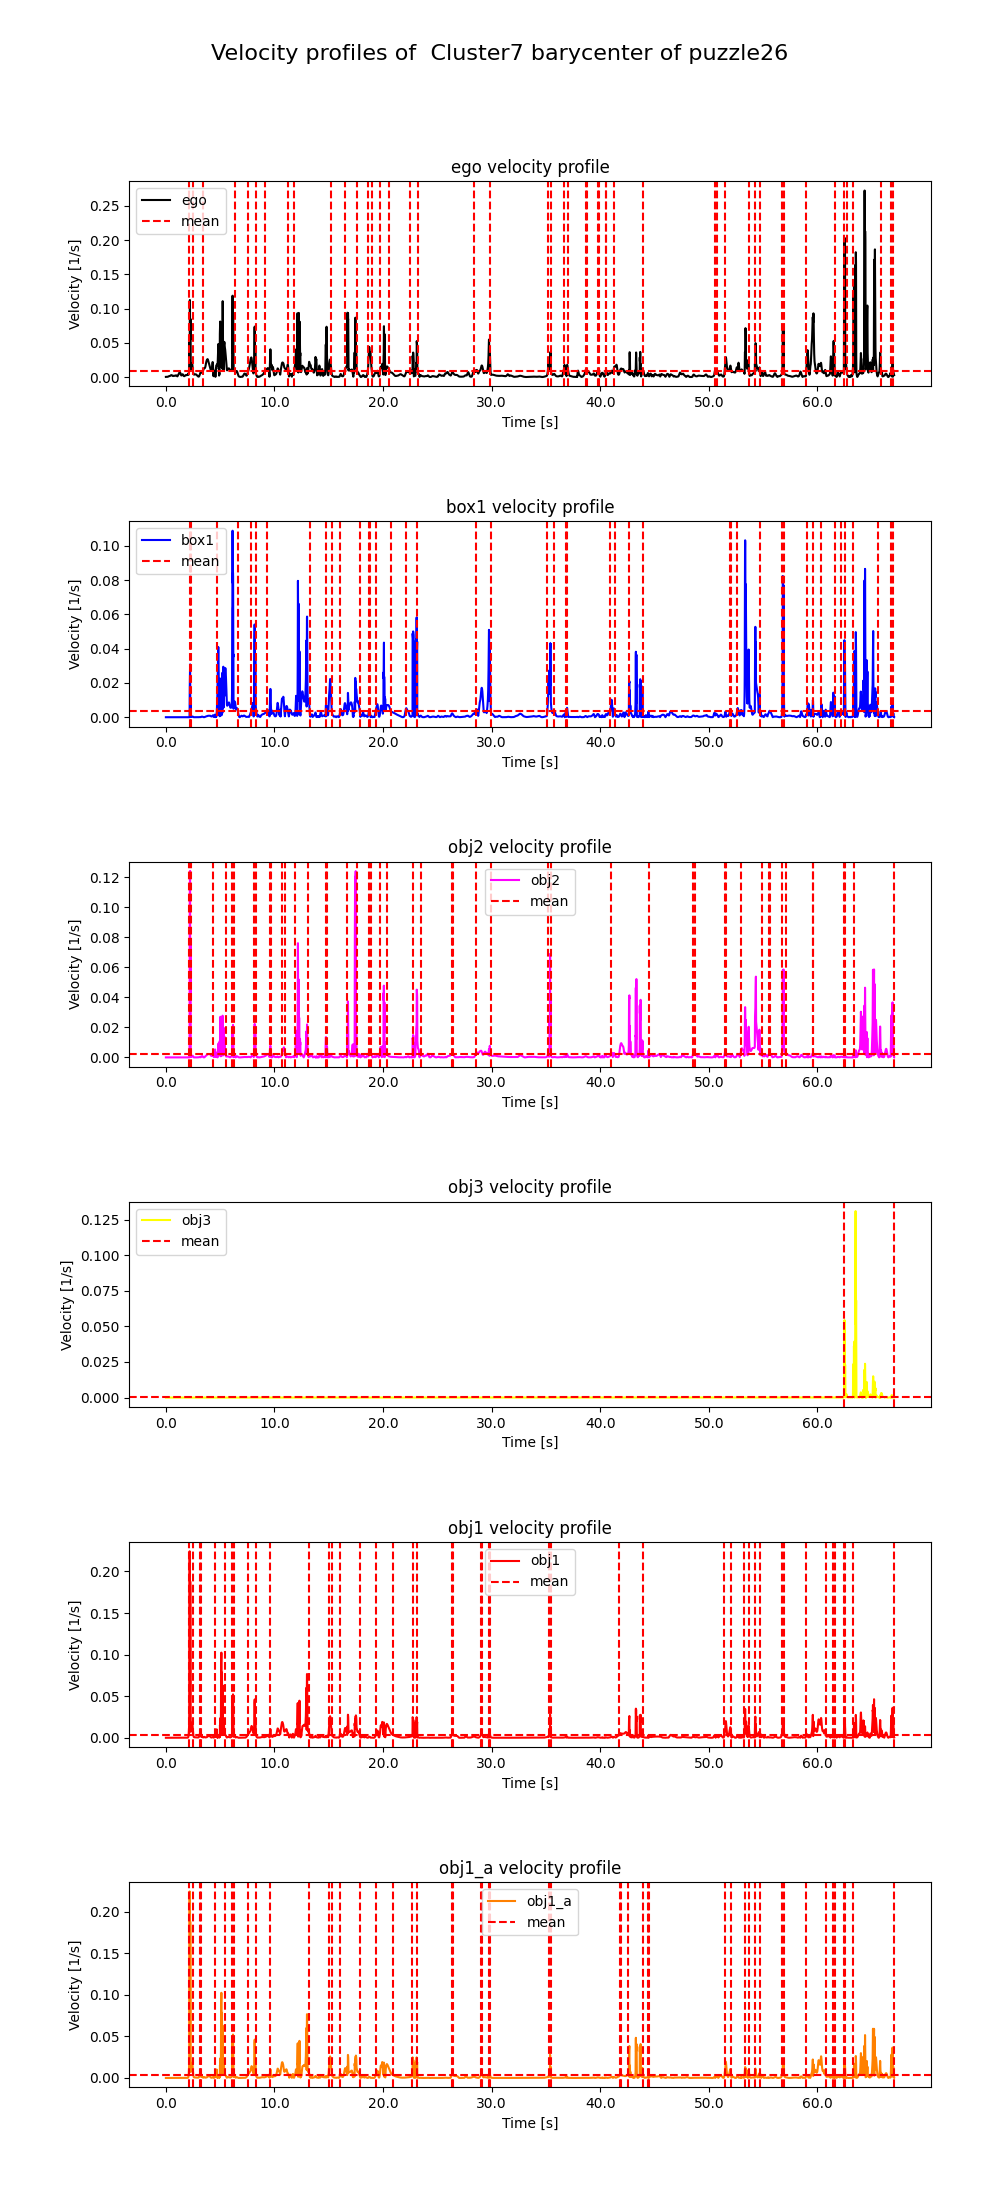 Velocity profiles of  Cluster7 barycenter of puzzle26
ego velocity profile
Velocity [1/s]
0.25
0.20
0.15
0.10
0.05
0.00
ego
mean
0.0 10.0 20.0 30.0 40.0 50.0 60.0
Time [s]
box1 velocity profile
Velocity [1/s]
0.10
0.08
0.06
0.04
0.02
0.00
box1
mean
0.0 10.0 20.0 30.0 40.0 50.0 60.0
Time [s]
obj2 velocity profile
Velocity [1/s]
0.12
0.10
0.08
0.06
0.04
0.02
0.00
obj2
mean
0.0 10.0 20.0 30.0 40.0 50.0 60.0
Time [s]
obj3 velocity profile
Velocity [1/s]
0.125
0.100
0.075
0.050
0.025
0.000
obj3
mean
0.0 10.0 20.0 30.0 40.0 50.0 60.0
Time [s]
obj1 velocity profile
Velocity [1/s]
0.20
0.15
0.10
0.05
0.00
obj1
mean
0.0 10.0 20.0 30.0 40.0 50.0 60.0
Time [s]
obj1_a velocity profile
Velocity [1/s]
0.20
0.15
0.10
0.05
0.00
obj1_a
mean
0.0 10.0 20.0 30.0 40.0 50.0 60.0
Time [s]